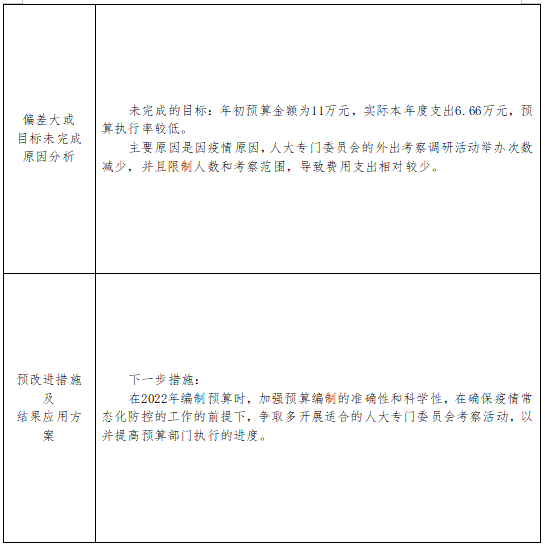 偏差大或
目标未完成
原因分析
未完成的目标：年初预算金额为11万元，实际本年度支出6.66万元，预
算执行率较低。
主要原因是因疫情原因，人大专门委员会的外出考察调研活动举办次数
减少，并且限制人数和考察范围，导致费用支出相对较少。
预改进措施
及
结果应用方
案
下一步措施：
在2022年编制预算时，加强预算编制的准确性和科学性，在确保疫情常
态化防控的工作的前提下，争取多开展适合的人大专门委员会考察活动，以
并提高预算部门执行的进度。